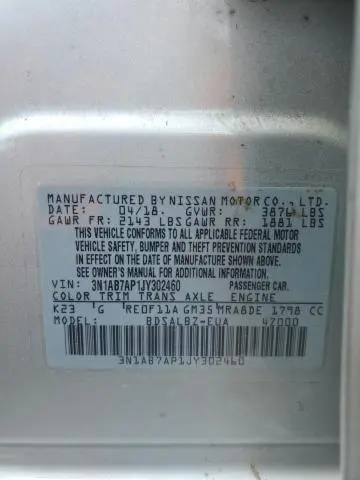 MANUFACTURED BY NISSAN MOTOR CO., LTD.
DATE: 04/18. GVWR: 3876 LBS
GAWR FR: 2143 LBS GAWR RR: 1881 LBS
THIS VEHICLE CONFORMS TO ALL APPLICABLE FEDERAL MOTOR
VEHICLE SAFETY, BUMPER AND THEFT PREVENTION STANDARDS
IN EFFECT ON THE DATE OF MANUFACTURE SHOWN ABOVE.
SEE OWNER'S MANUAL FOR ADDITIONAL INFORMATION.
VIN: 3N1AB7AP1JY302460 PASSENGER CAR.
COLOR TRIM TRANS AXLE ENGINE
K23 G RE0F11A GM35 MRA8DE 1798 CC
MODEL: BDSALBZ-EUA 47000
3N1AB7AP1JY302460